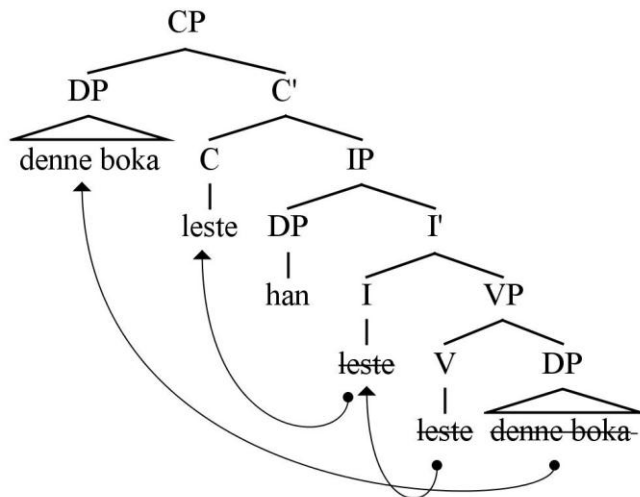 CP
DP C'
denne boka C IP
leste DP I'
han I VP
leste V DP
leste denne boka